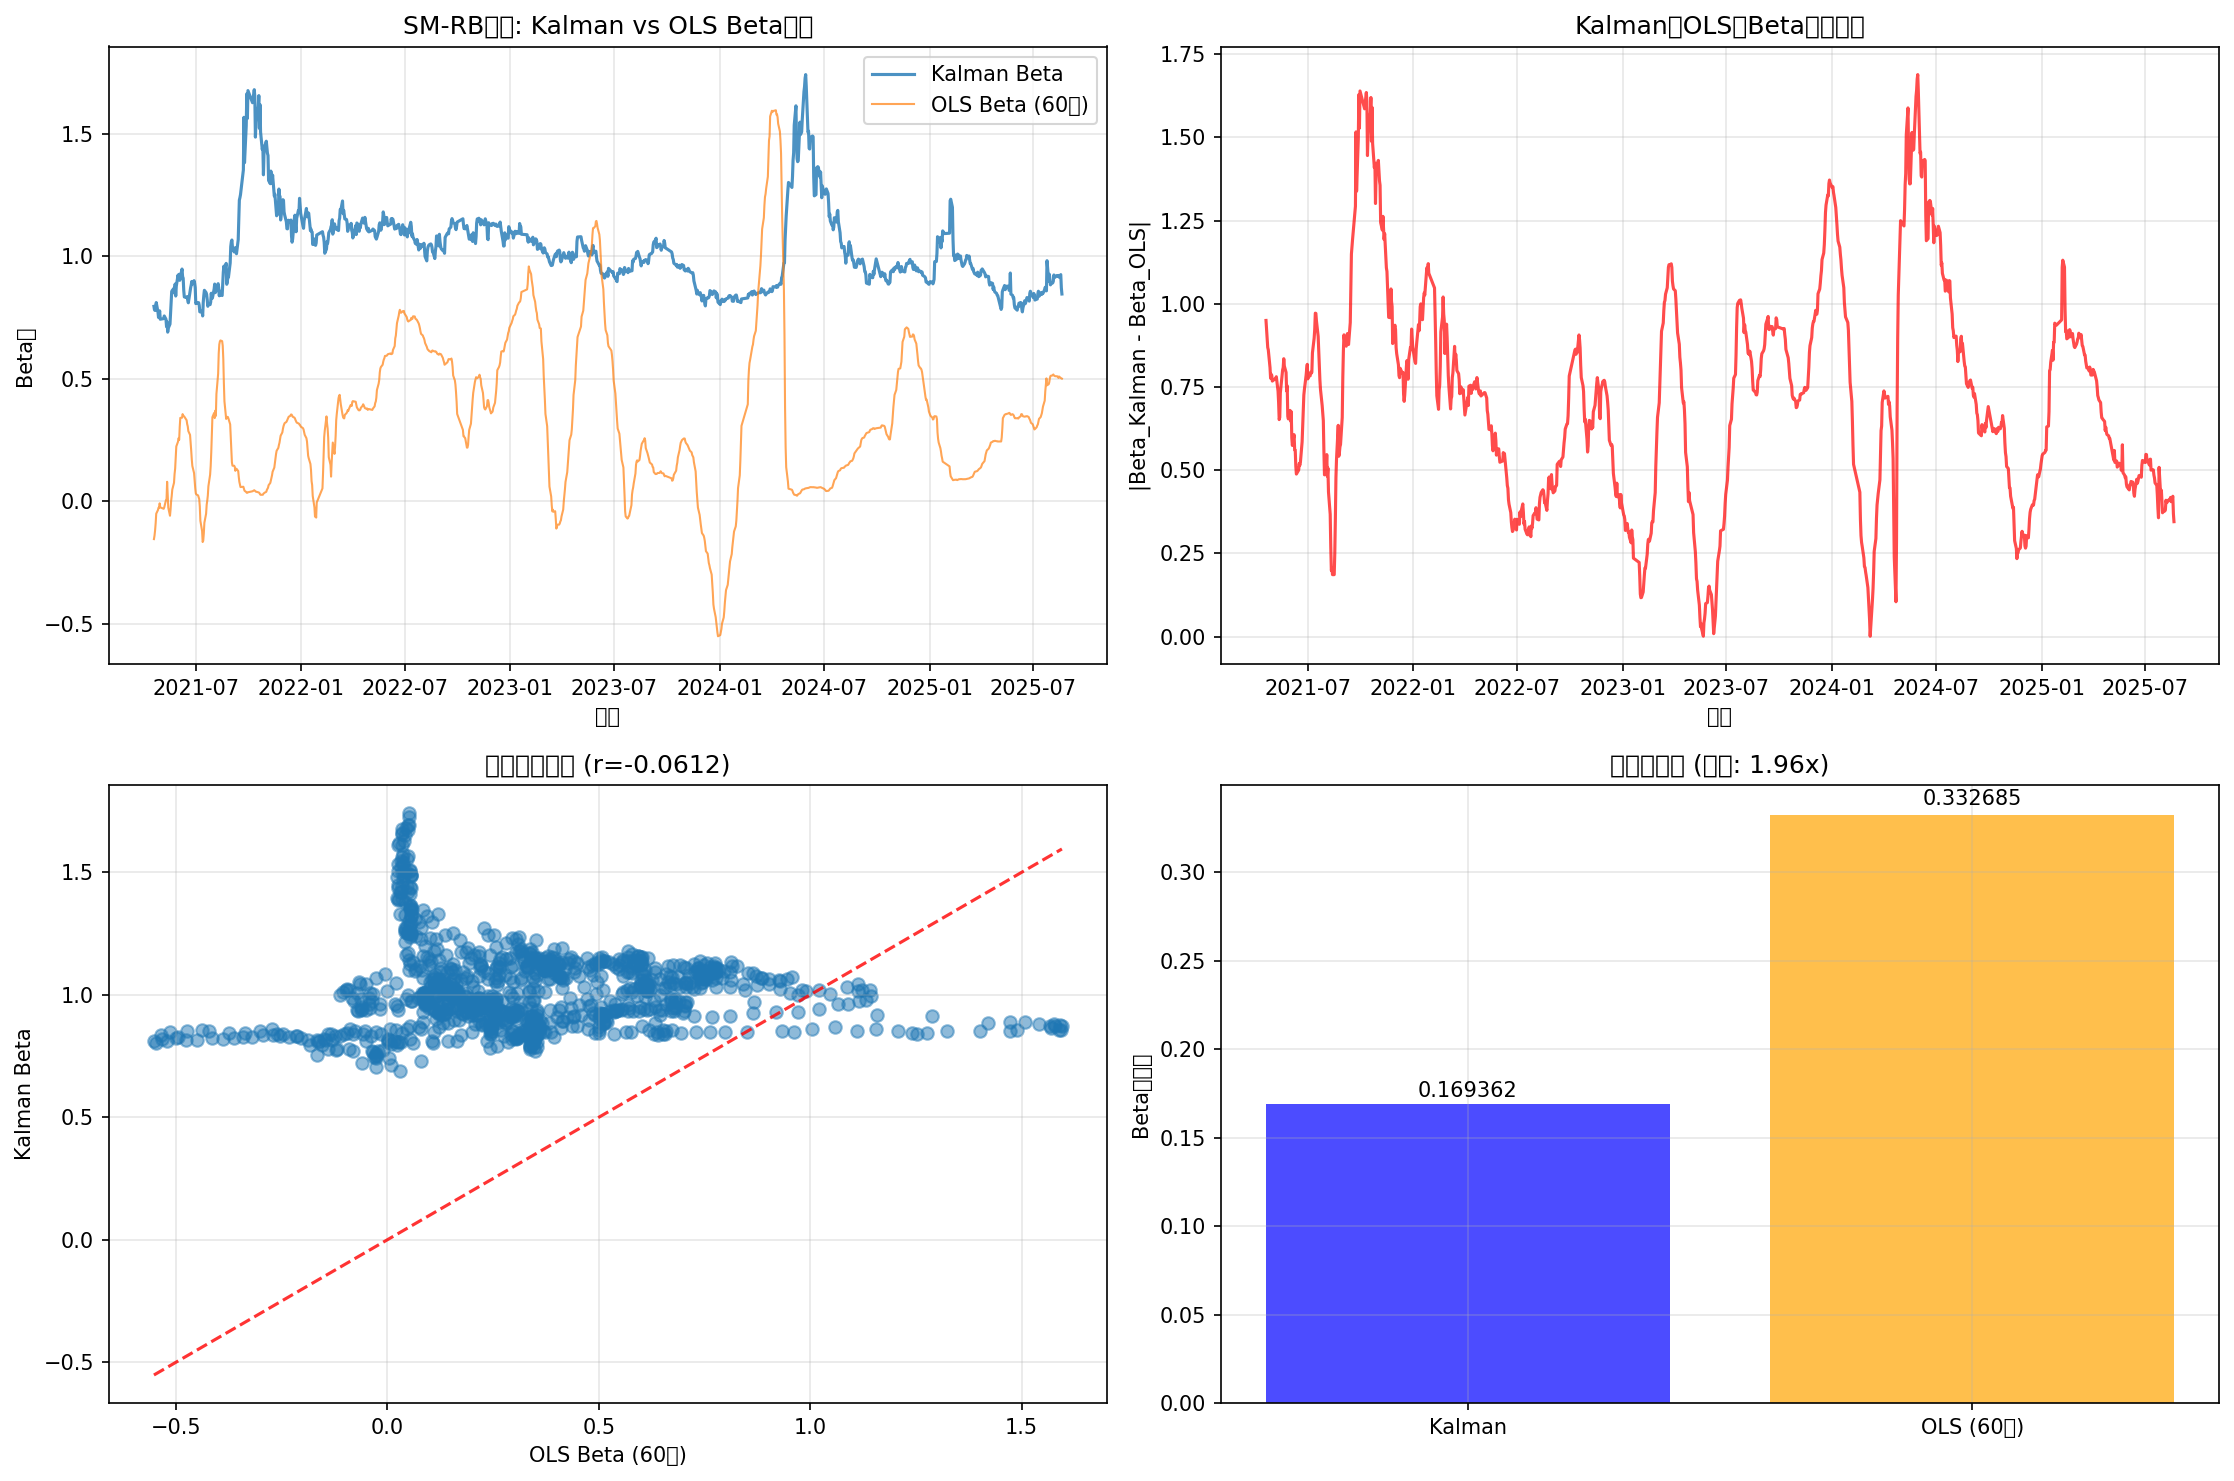 SM-RB: Kalman vs OLS Beta
Kalman Beta
OLS Beta (60)
Beta
1.5
1.0
0.5
0.0
−0.5
2021-07 2022-01 2022-07 2023-01 2023-07 2024-01 2024-07 2025-01 2025-07
Kalman OLS Beta
|Beta_Kalman - Beta_OLS|
1.75
1.50
1.25
1.00
0.75
0.50
0.25
0.00
2021-07 2022-01 2022-07 2023-01 2023-07 2024-01 2024-07 2025-01 2025-07
(r=-0.0612)
Kalman Beta
1.5
1.0
0.5
0.0
−0.5
−0.5 0.0 0.5 1.0 1.5
OLS Beta (60)
(: 1.96x)
Beta
0.332685
0.169362
0.30
0.25
0.20
0.15
0.10
0.05
0.00
Kalman OLS (60)